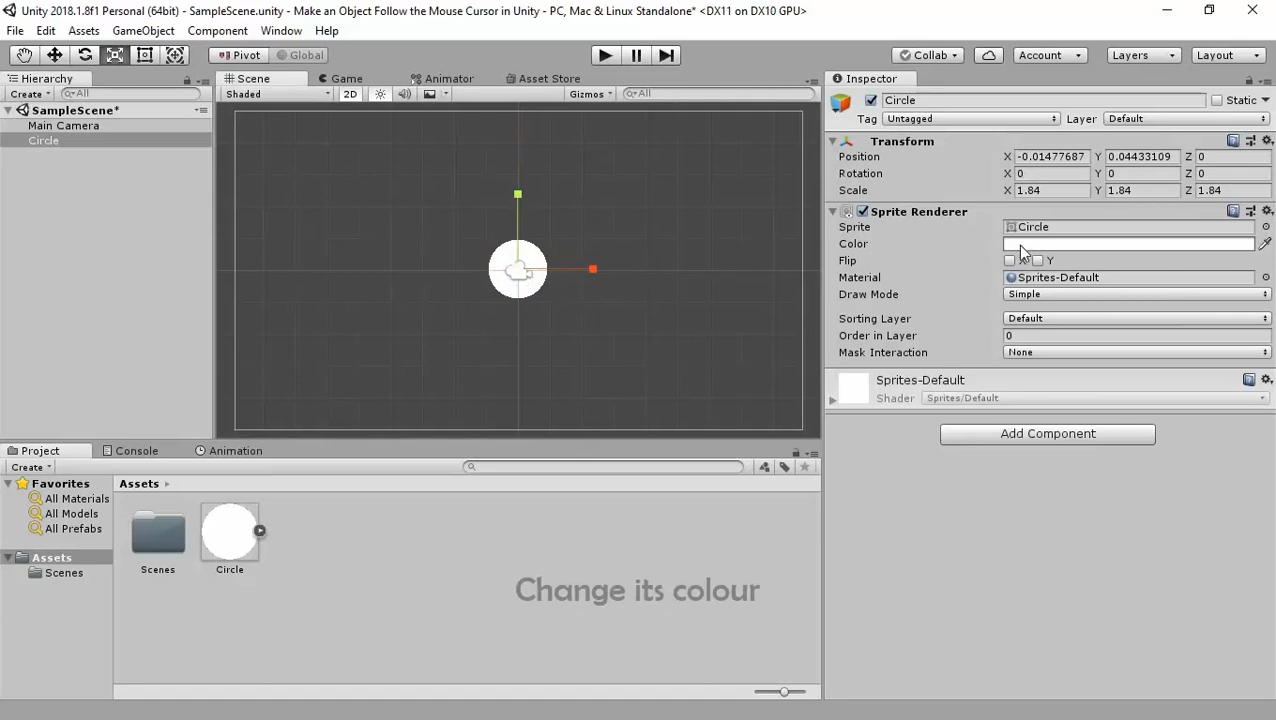 Unity 2018.1.8f1 Personal (64bit) - SampleScene.unity - Make an Object Follow the Mouse Cursor in Unity - PC, Mac & Linux Standalone* <DX11 on DX10 GPU>
File Edit Assets GameObject Component Window Help
Pivot Global Collab Account Layers Layout
Hierarchy
Create All
SampleScene*
Main Camera
Circle
Scene Game Animator Asset Store
Shaded 2D Gizmos All
Inspector
Circle Static
Tag Untagged Layer Default
Transform
Position X -0.01477687 Y 0.04433109 Z 0
Rotation X 0 Y 0 Z 0
Scale X 1.84 Y 1.84 Z 1.84
Sprite Renderer
Sprite Circle
Color
Flip X Y
Material Sprites-Default
Draw Mode Simple
Sorting Layer Default
Order in Layer 0
Mask Interaction None
Sprites-Default
Shader Sprites/Default
Add Component
Project Console Animation
Create
Favorites
All Materials
All Models
All Prefabs
Assets
Scenes
Assets
Scenes Circle
Change its colour